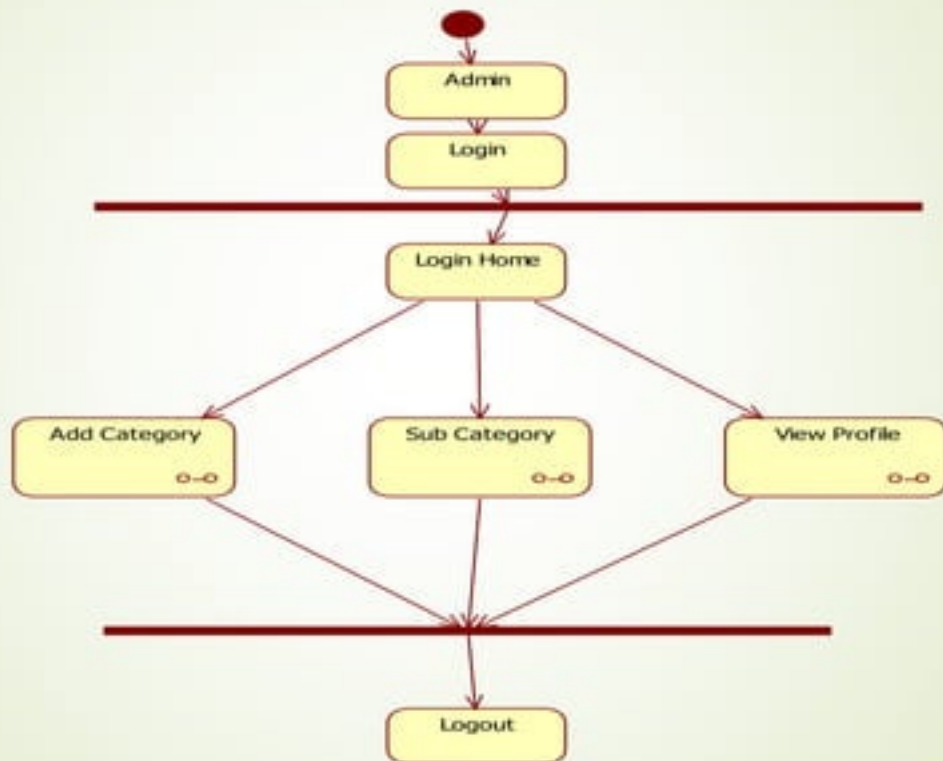 Admin
Login
Login Home
Add Category
Sub Category
View Profile
Logout